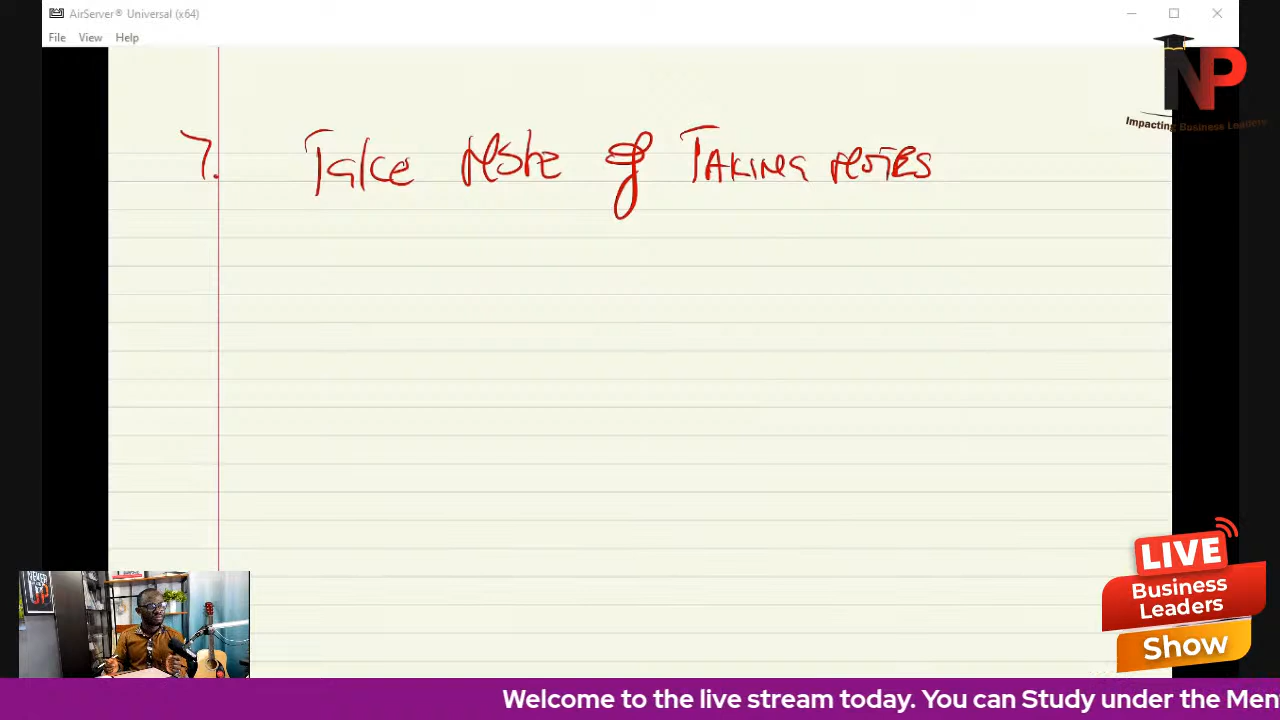 AirServer® Universal (x64)
File View Help
NP
Impacting Business Leaders
7. Take Note of TAKING NOTES
LIVE
Business
Leaders
Show
Welcome to the live stream today. You can Study under the Men